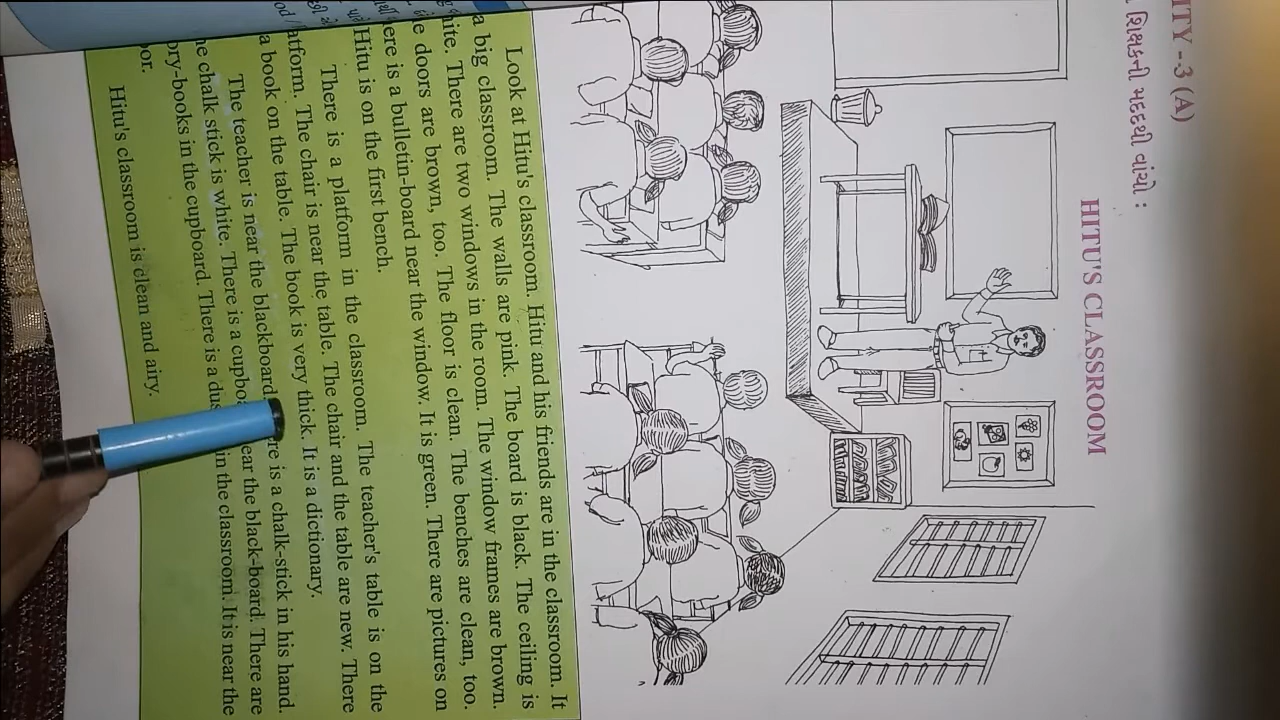 ITY -3 (A)
શિક્ષકની મદદથી વાંચો :
HITU'S CLASSROOM
Look at Hitu's classroom. Hitu and his friends are in the classroom. It
a big classroom. The walls are pink. The board is black. The ceiling is
hite. There are two windows in the room. The window frames are brown.
e doors are brown, too. The floor is clean. The benches are clean, too.
ere is a bulletin-board near the window. It is green. There are pictures on
Hitu is on the first bench.
There is a platform in the classroom. The teacher's table is on the
atform. The chair is near the table. The chair and the table are new. There
a book on the table. The book is very thick. It is a dictionary.
The teacher is near the blackboard ere is a chalk-stick in his hand.
he chalk stick is white. There is a cupboa ear the black-board. There are
ory-books in the cupboard. There is a dus in the classroom. It is near the
oor.
Hitu's classroom is clean and airy.